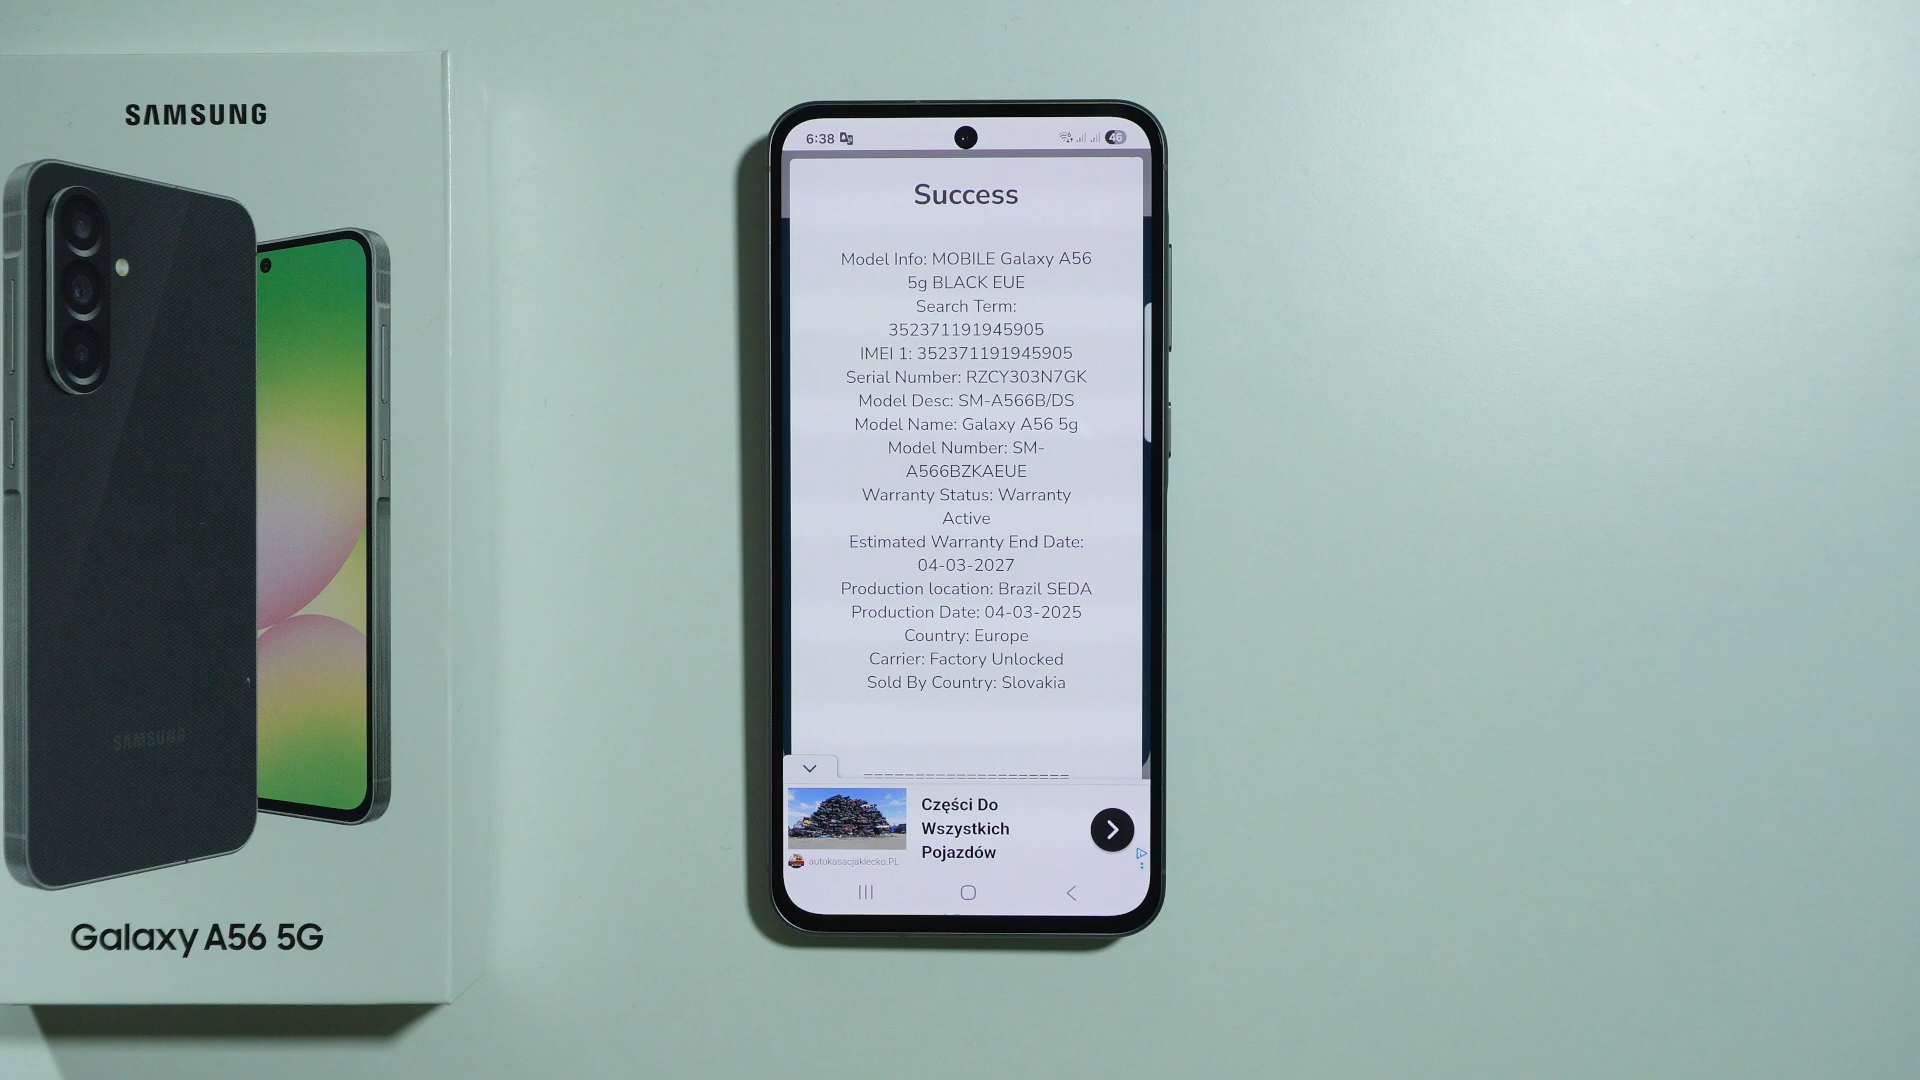 SAMSUNG
SAMSUNG
Galaxy A56 5G
6:38
46
Success
Model Info: MOBILE Galaxy A56
5g BLACK EUE
Search Term:
352371191945905
IMEI 1: 352371191945905
Serial Number: RZCY303N7GK
Model Desc: SM-A566B/DS
Model Name: Galaxy A56 5g
Model Number: SM-
A566BZKAEUE
Warranty Status: Warranty
Active
Estimated Warranty End Date:
04-03-2027
Production location: Brazil SEDA
Production Date: 04-03-2025
Country: Europe
Carrier: Factory Unlocked
Sold By Country: Slovakia
Części Do
Wszystkich
Pojazdów
autokasacjaklecko.PL